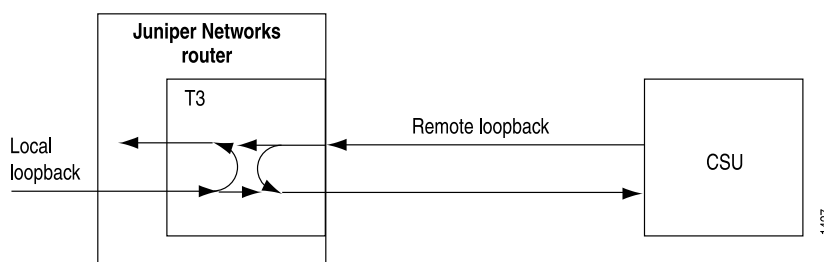 Juniper Networks
router
T3
Remote loopback
Local
loopback
CSU